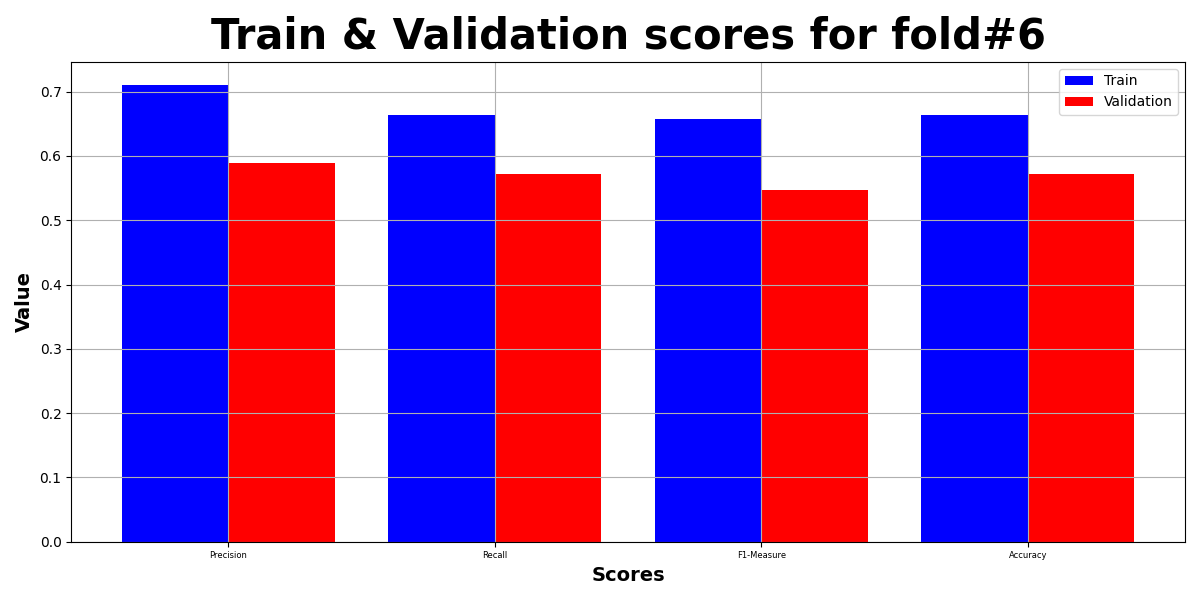 Train & Validation scores for fold#6
Train
Validation
Value
0.7
0.6
0.5
0.4
0.3
0.2
0.1
0.0
Precision
Recall
F1-Measure
Accuracy
Scores